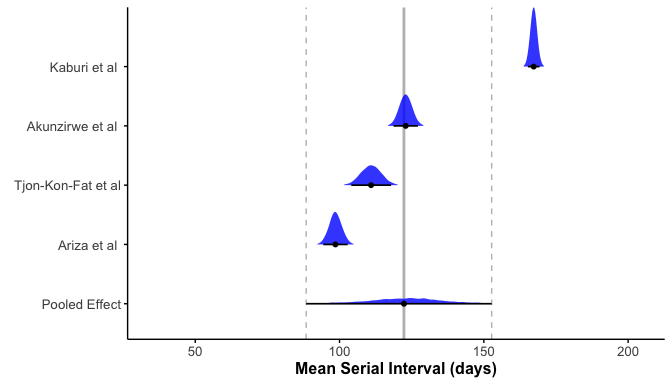 Kaburi et al
Akunzirwe et al
Tjon-Kon-Fat et al
Ariza et al
Pooled Effect
50 100 150 200
Mean Serial Interval (days)